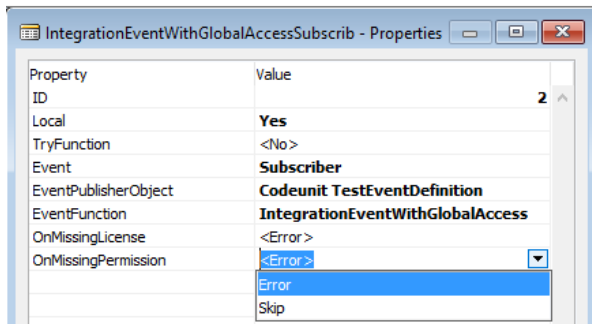 IntegrationEventWithGlobalAccessSubscrib - Properties
Property Value
ID 2
Local Yes
TryFunction <No>
Event Subscriber
EventPublisherObject Codeunit TestEventDefinition
EventFunction IntegrationEventWithGlobalAccess
OnMissingLicense <Error>
OnMissingPermission <Error>
Error
Skip